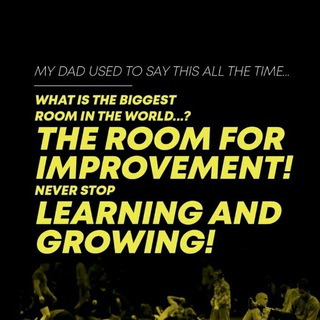 MY DAD USED TO SAY THIS ALL THE TIME...
WHAT IS THE BIGGEST
ROOM IN THE WORLD...?
THE ROOM FOR
IMPROVEMENT!
NEVER STOP
LEARNING AND
GROWING!